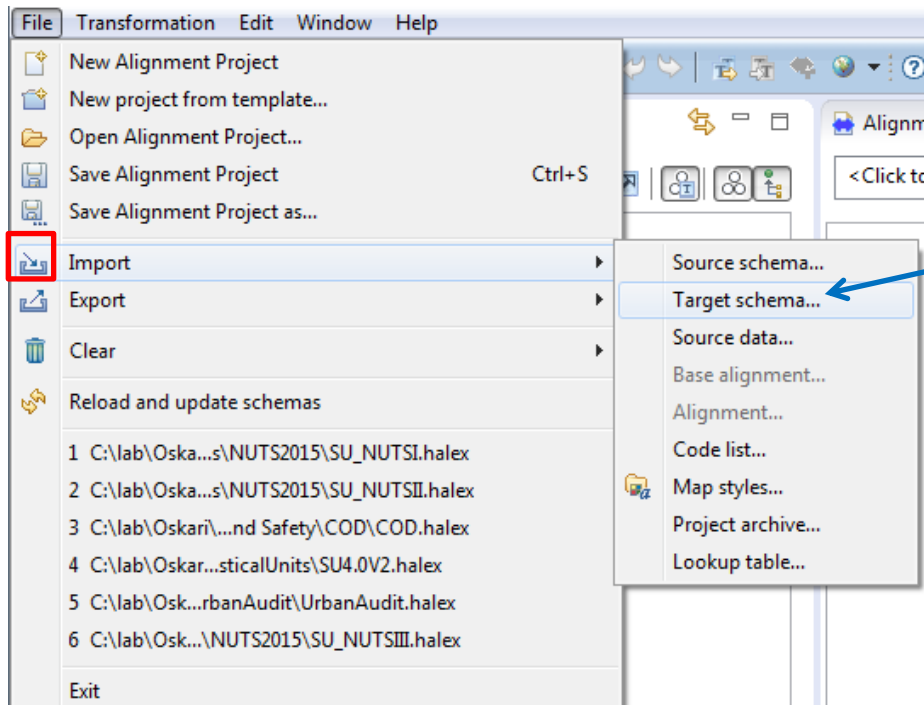 File Transformation Edit Window Help
New Alignment Project
New project from template...
Open Alignment Project...
Save Alignment Project Ctrl+S
Save Alignment Project as...
Import
Export
Clear
Reload and update schemas
1 C:\lab\Oska...s\NUTS2015\SU_NUTSI.halex
2 C:\lab\Oska...s\NUTS2015\SU_NUTSII.halex
3 C:\lab\Oskari\...nd Safety\COD\COD.halex
4 C:\lab\Oskar...sticalUnits\SU4.0V2.halex
5 C:\lab\Osk...rbanAudit\UrbanAudit.halex
6 C:\lab\Osk...\NUTS2015\SU_NUTSIII.halex
Exit
Source schema...
Target schema...
Source data...
Base alignment...
Alignment...
Code list...
Map styles...
Project archive...
Lookup table...
Alignm
<Click to